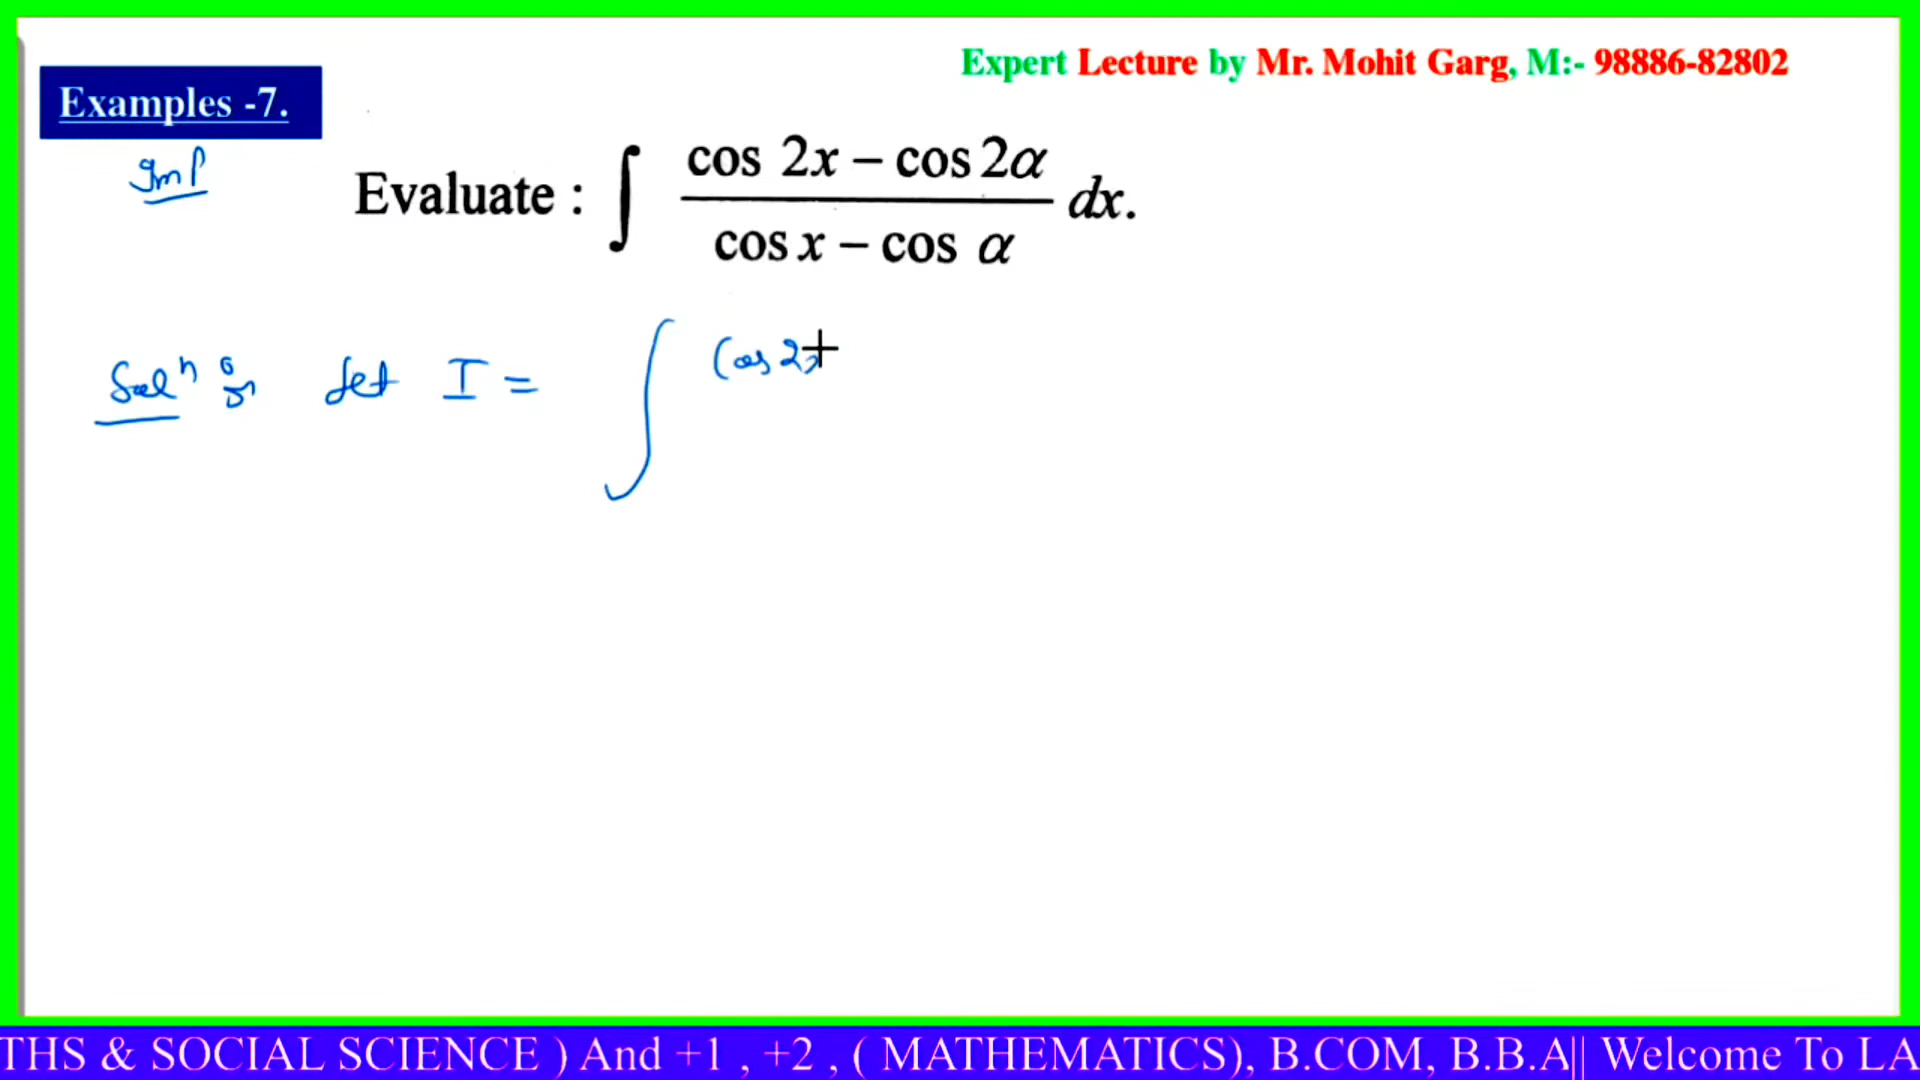 Expert Lecture by Mr. Mohit Garg, M:- 98886-82802
Examples -7.
Imp
Evaluate : ∫ cos 2x – cos 2α / cos x – cos α dx.
Solⁿ : Let I = ∫ Cos 2x
THS & SOCIAL SCIENCE ) And +1 , +2 , ( MATHEMATICS), B.COM, B.B.A|| Welcome To LA